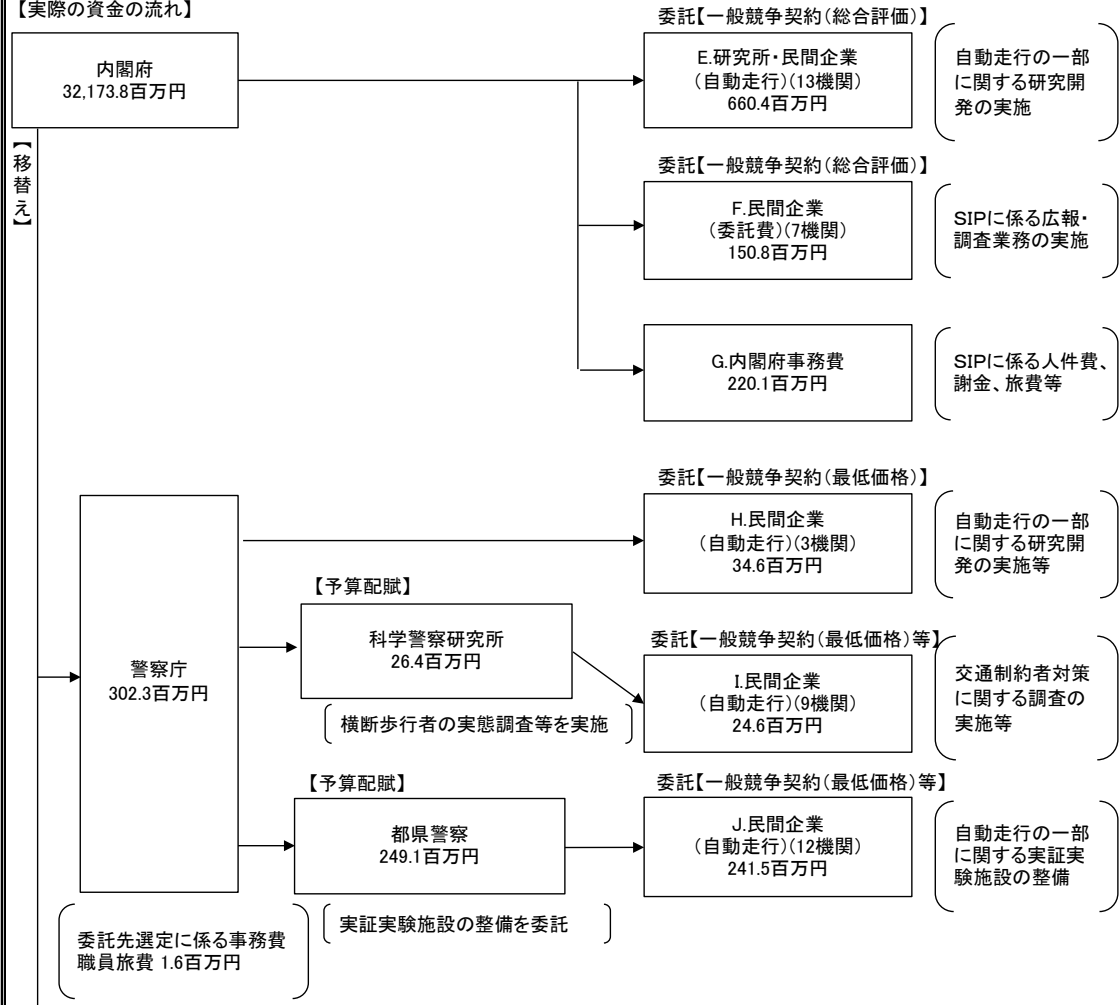 【実際の資金の流れ】
内閣府
32,173.8百万円
【移替え】
委託【一般競争契約(総合評価)】
E.研究所・民間企業
(自動走行)(13機関)
660.4百万円
自動走行の一部
に関する研究開
発の実施
委託【一般競争契約(総合評価)】
F.民間企業
(委託費)(7機関)
150.8百万円
SIPに係る広報・
調査業務の実施
G.内閣府事務費
220.1百万円
SIPに係る人件費、
謝金、旅費等
警察庁
302.3百万円
委託先選定に係る事務費
職員旅費 1.6百万円
委託【一般競争契約(最低価格)】
H.民間企業
(自動走行)(3機関)
34.6百万円
自動走行の一部
に関する研究開
発の実施等
【予算配賦】
科学警察研究所
26.4百万円
横断歩行者の実態調査等を実施
委託【一般競争契約(最低価格)等】
I.民間企業
(自動走行)(9機関)
24.6百万円
交通制約者対策
に関する調査の
実施等
【予算配賦】
都県警察
249.1百万円
実証実験施設の整備を委託
委託【一般競争契約(最低価格)等】
J.民間企業
(自動走行)(12機関)
241.5百万円
自動走行の一部
に関する実証実
験施設の整備